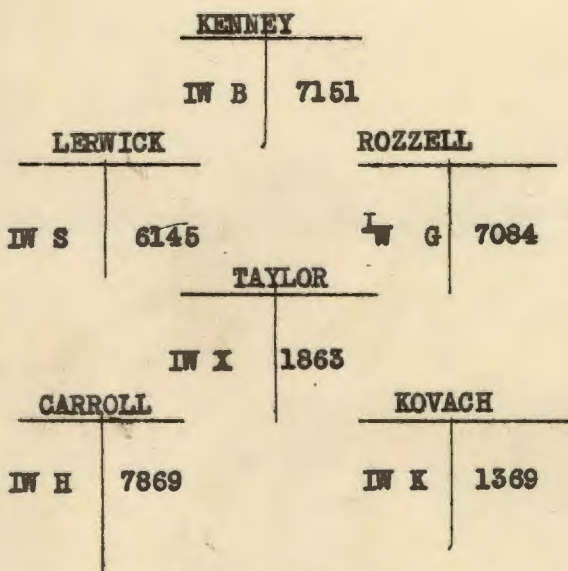 KENNEY
IW B 7151
LERWICK ROZZELL
IW S 6145 IW G 7084
TAYLOR
IW X 1863
CARROLL KOVACH
IW H 7869 IW K 1369